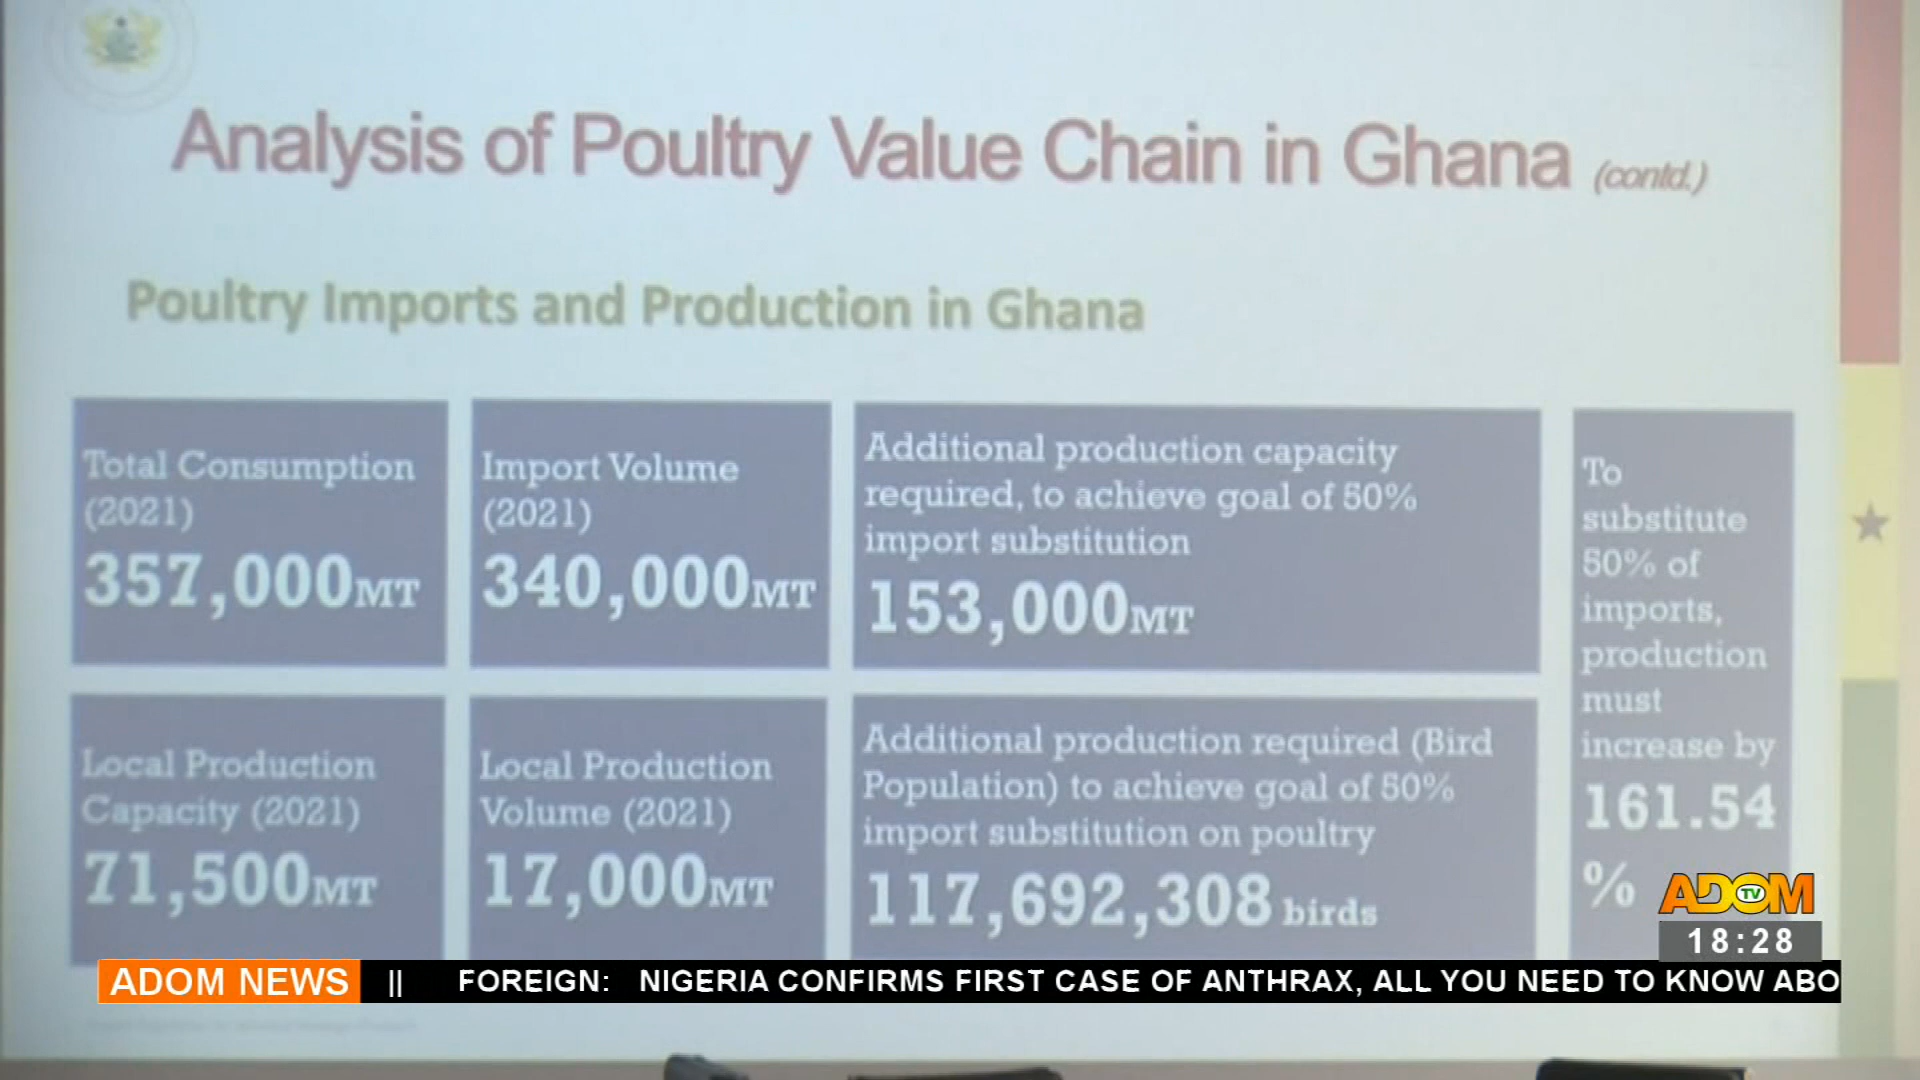 Analysis of Poultry Value Chain in Ghana (contd.)
Poultry Imports and Production in Ghana
Total Consumption
(2021)
357,000MT
Import Volume
(2021)
340,000MT
Additional production capacity
required, to achieve goal of 50%
import substitution
153,000MT
To
substitute
50% of
imports,
production
must
increase by
161.54
%
Local Production
Capacity (2021)
71,500MT
Local Production
Volume (2021)
17,000MT
Additional production required (Bird
Population) to achieve goal of 50%
import substitution on poultry
117,692,308 birds
ADOM TV
18:28
ADOM NEWS || FOREIGN: NIGERIA CONFIRMS FIRST CASE OF ANTHRAX, ALL YOU NEED TO KNOW ABO